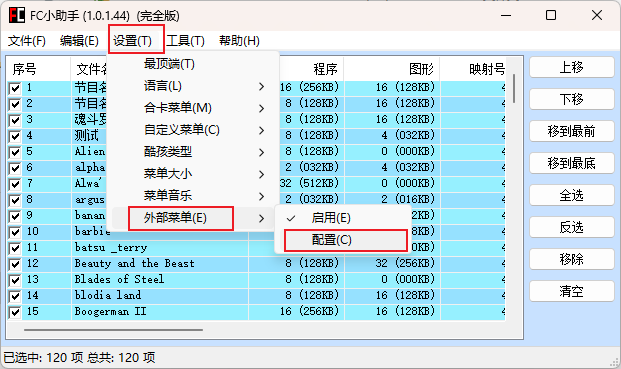 FC小助手 (1.0.1.44) (完全版)
文件(F) 编辑(E) 设置(T) 工具(T) 帮助(H)
序号 文件名 程序 图形 映射号
1 节目名 16 (256KB) 16 (128KB) 4
2 节目名 8 (128KB) 16 (128KB) 4
3 魂斗罗 8 (128KB) 16 (128KB) 4
4 测试 8 (128KB) 4 (032KB) 4
5 Alien 8 (128KB) 0 (000KB) 4
6 alpha 2 (032KB) 4 (032KB) 4
7 Alwa' 32 (512KB) 0 (000KB) 4
8 argus 2 (032KB) 2 (016KB) 4
9 banan
10 barbie
11 batsu _terry
12 Beauty and the Beast 8 (128KB) 32 (256KB) 4
13 Blades of Steel 8 (128KB) 0 (000KB) 4
14 blodia land 8 (128KB) 16 (128KB) 4
15 Boogerman II 16 (256KB) 16 (128KB) 4
最顶端(T)
语言(L)
合卡菜单(M)
自定义菜单(C)
酷孩类型
菜单大小
菜单音乐
外部菜单(E)
启用(E)
配置(C)
上移
下移
移到最前
移到最底
全选
反选
移除
清空
已选中: 120 项 总共: 120 项